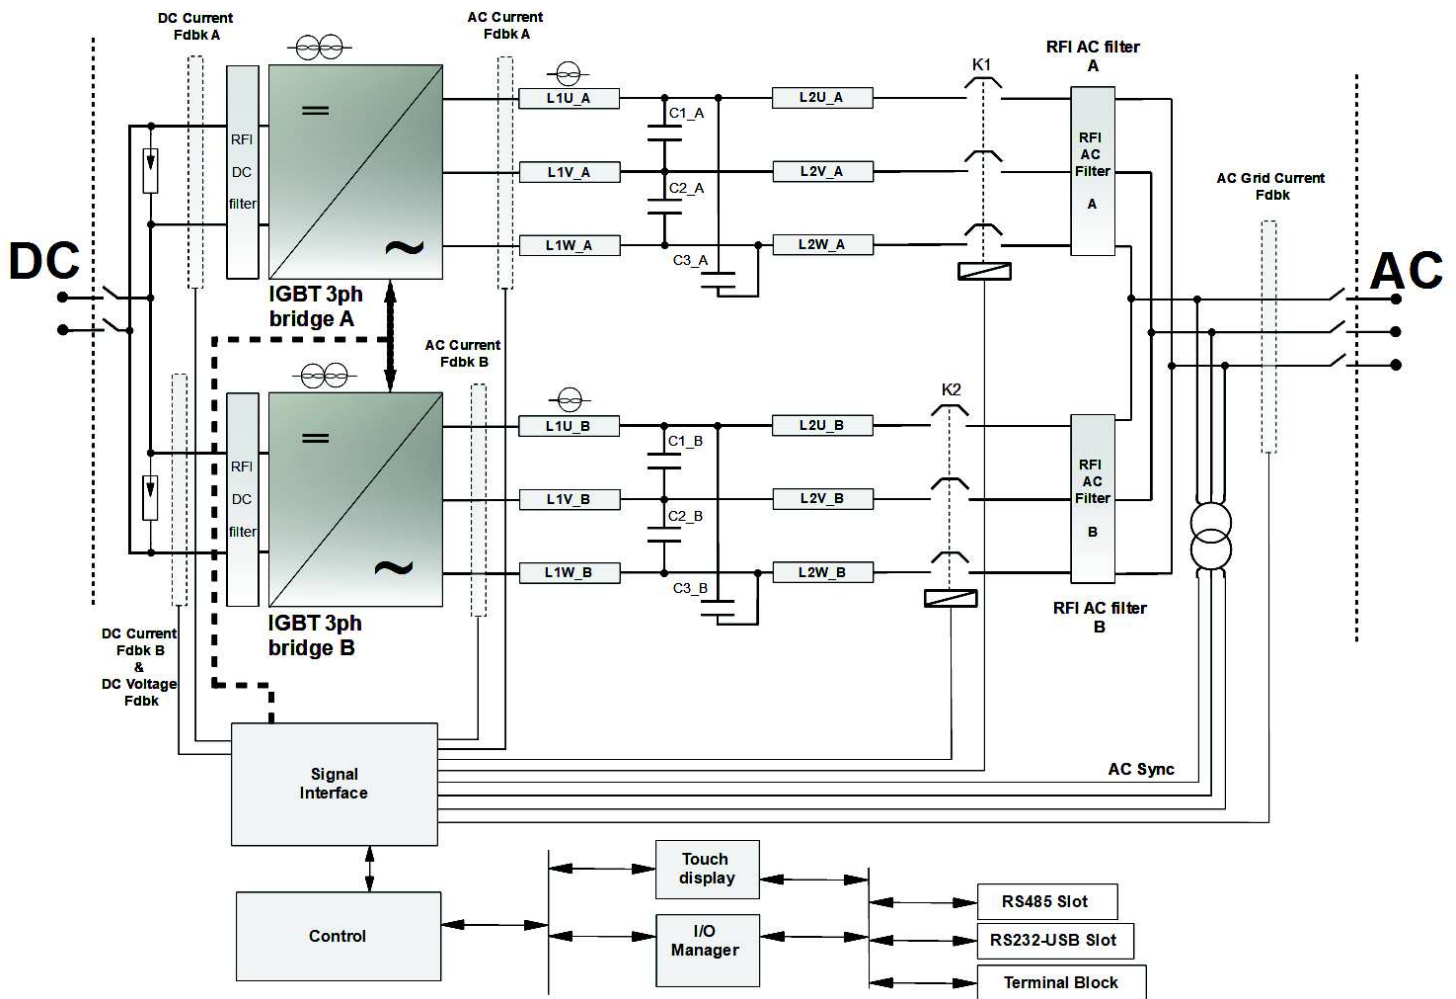 DC Current
Fdbk A
AC Current
Fdbk A
RFI AC filter
A
K1
L1U_A
L2U_A
C1_A
RFI
DC
filter
=
RFI
AC
Filter
A
L1V_A
L2V_A
C2_A
AC Grid Current
Fdbk
L1W_A
L2W_A
C3_A
~
DC
AC
IGBT 3ph
bridge A
AC Current
Fdbk B
K2
L1U_B
L2U_B
C1_B
RFI
DC
filter
=
RFI
AC
Filter
B
L1V_B
L2V_B
C2_B
L1W_B
L2W_B
C3_B
~
IGBT 3ph
bridge B
RFI AC filter
B
DC Current
Fdbk B
&
DC Voltage
Fdbk
Signal
Interface
AC Sync
Touch
display
Control
I/O
Manager
RS485 Slot
RS232-USB Slot
Terminal Block